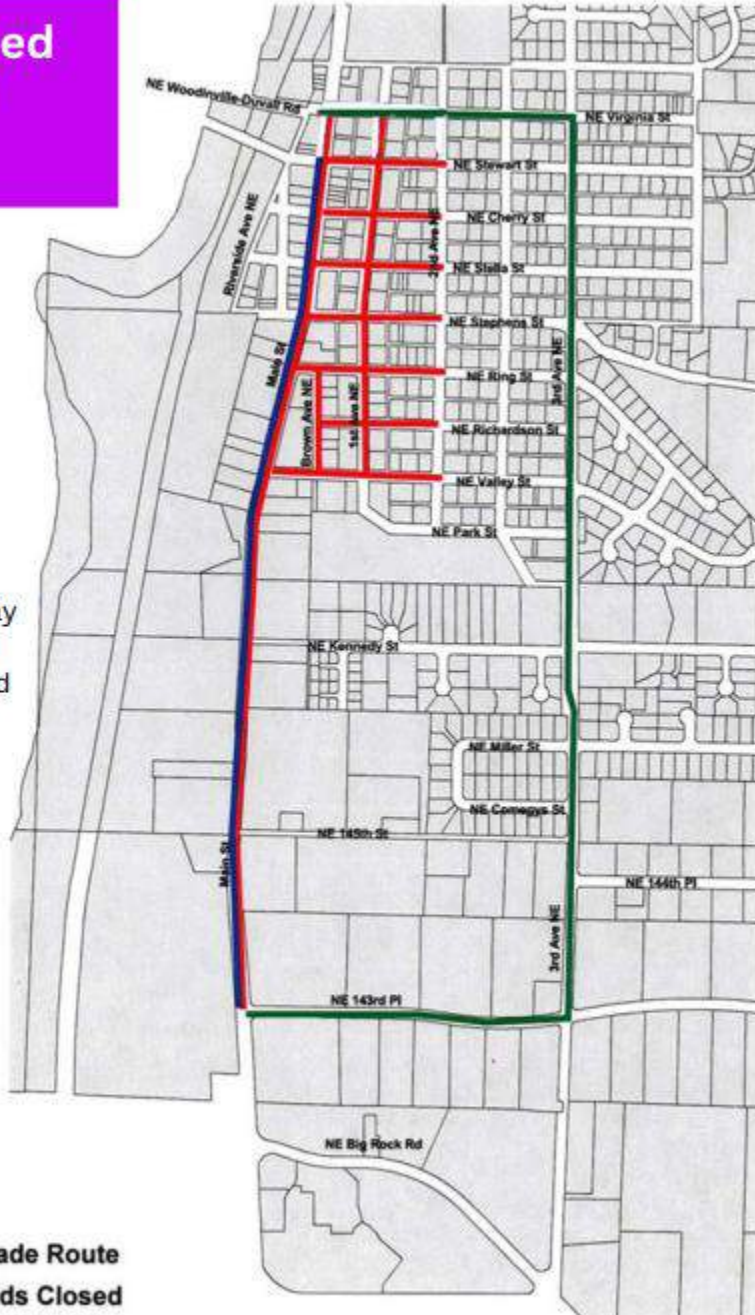 ed
NE Woodinville-Duvall Rd
NE Virginia St
NE Stewart St
Riverside Ave NE
NE Cherry St
2nd Ave NE
NE Stella St
NE Stephens St
Main St
NE Ring St
3rd Ave NE
Brown Ave NE
1st Ave NE
NE Richardson St
NE Valley St
NE Park St
ay
NE Kennedy St
d
NE Miller St
NE Comegys St
NE 145th St
Main St
NE 144th Pl
3rd Ave NE
NE 143rd Pl
NE Big Rock Rd
ade Route
ds Closed